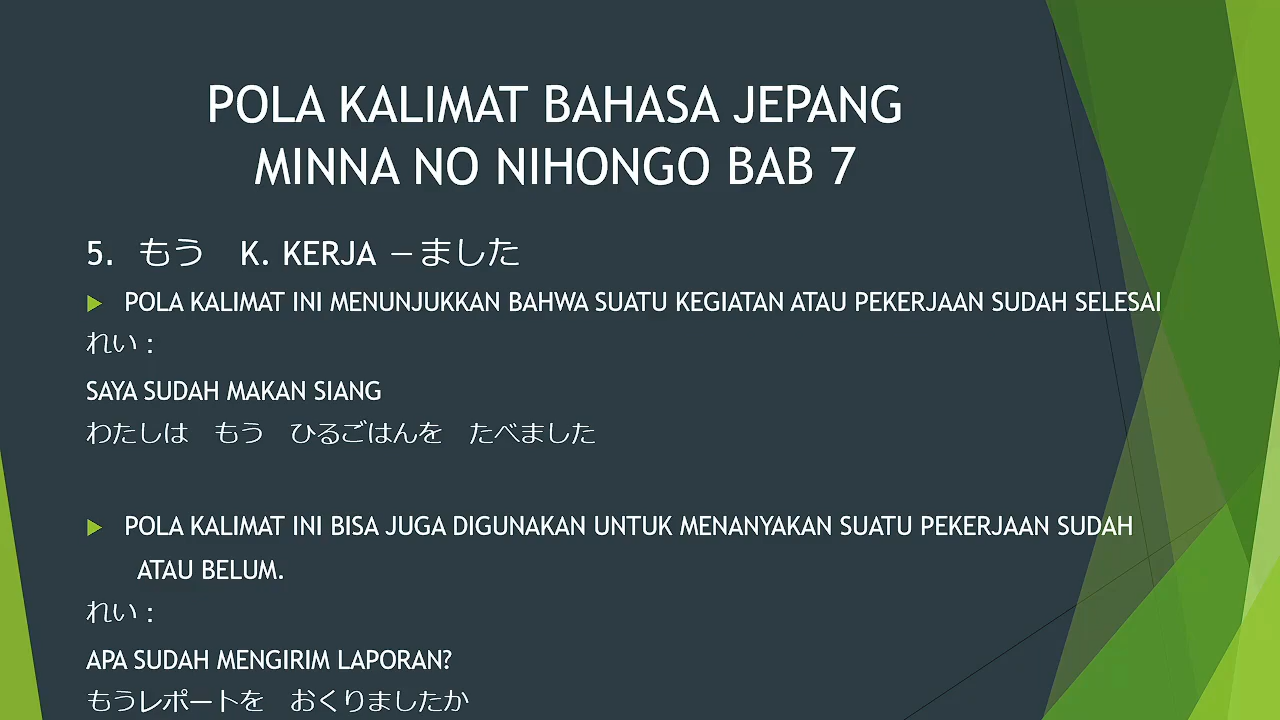 POLA KALIMAT BAHASA JEPANG
MINNA NO NIHONGO BAB 7
5. もう　K. KERJA －ました
POLA KALIMAT INI MENUNJUKKAN BAHWA SUATU KEGIATAN ATAU PEKERJAAN SUDAH SELESAI
れい :
SAYA SUDAH MAKAN SIANG
わたしは　もう　ひるごはんを　たべました
POLA KALIMAT INI BISA JUGA DIGUNAKAN UNTUK MENANYAKAN SUATU PEKERJAAN SUDAH
ATAU BELUM.
れい :
APA SUDAH MENGIRIM LAPORAN?
もうレポートを　おくりましたか